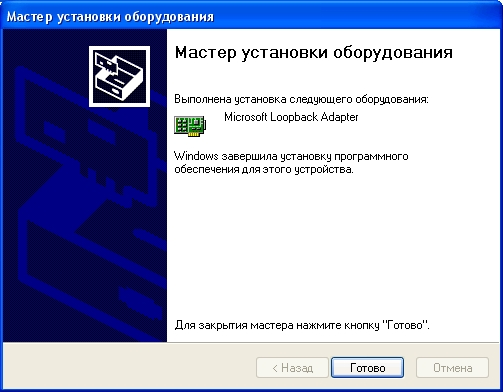 Мастер установки оборудования
Мастер установки оборудования
Выполнена установка следующего оборудования:
Microsoft Loopback Adapter
Windows завершила установку программного
обеспечения для этого устройства.
Для закрытия мастера нажмите кнопку "Готово".
< Назад
Готово
Отмена